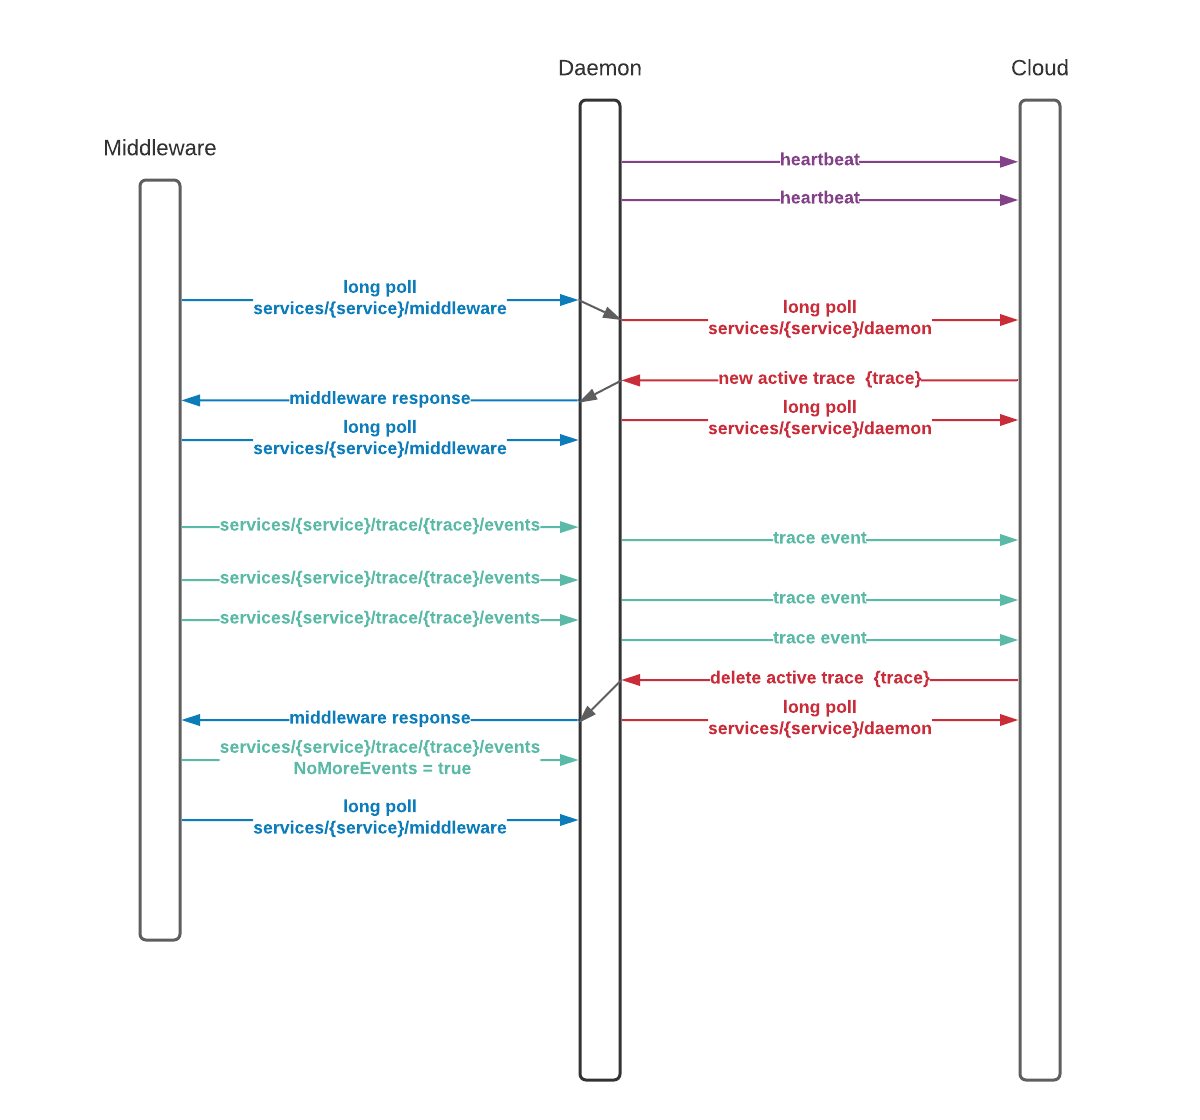 Daemon
Cloud
Middleware
heartbeat
heartbeat
long poll
services/{service}/middleware
long poll
services/{service}/daemon
new active trace  {trace}
middleware response
long poll
services/{service}/daemon
long poll
services/{service}/middleware
services/{service}/trace/{trace}/events
trace event
services/{service}/trace/{trace}/events
trace event
services/{service}/trace/{trace}/events
trace event
delete active trace  {trace}
middleware response
long poll
services/{service}/daemon
services/{service}/trace/{trace}/events
NoMoreEvents = true
long poll
services/{service}/middleware